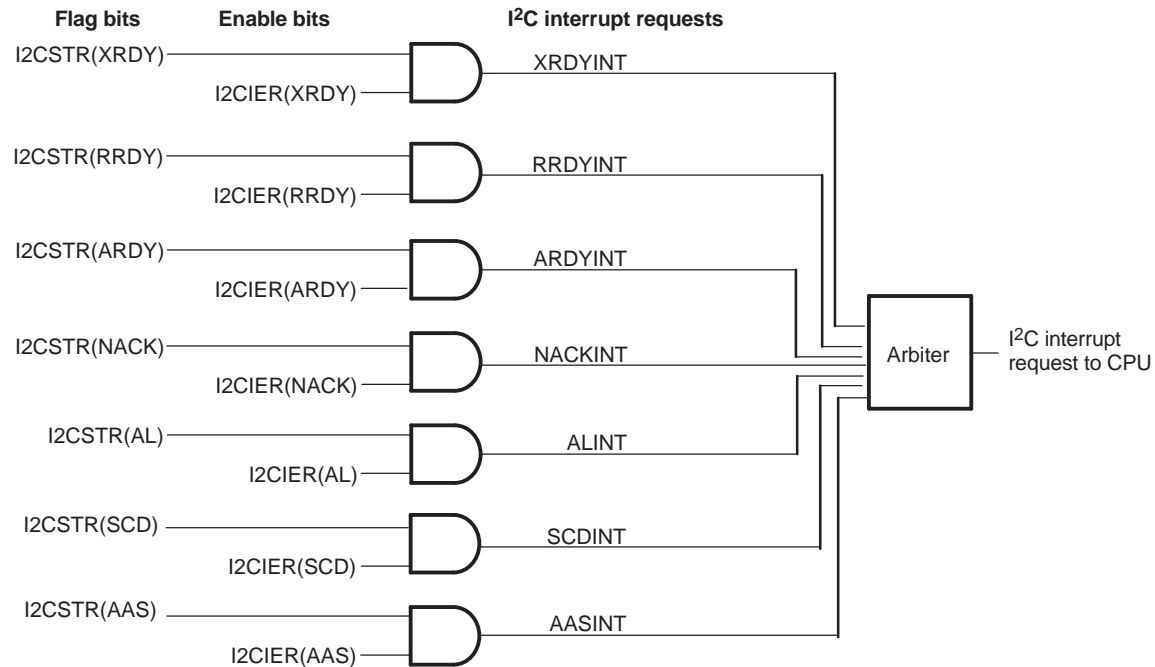 Flag bits Enable bits I2C interrupt requests
I2CSTR(XRDY)
XRDYINT
I2CIER(XRDY)
I2CSTR(RRDY)
RRDYINT
I2CIER(RRDY)
I2CSTR(ARDY)
ARDYINT
I2CIER(ARDY)
I2CSTR(NACK)
NACKINT
I2CIER(NACK)
Arbiter
I2C interrupt
request to CPU
I2CSTR(AL)
ALINT
I2CIER(AL)
I2CSTR(SCD)
SCDINT
I2CIER(SCD)
I2CSTR(AAS)
AASINT
I2CIER(AAS)